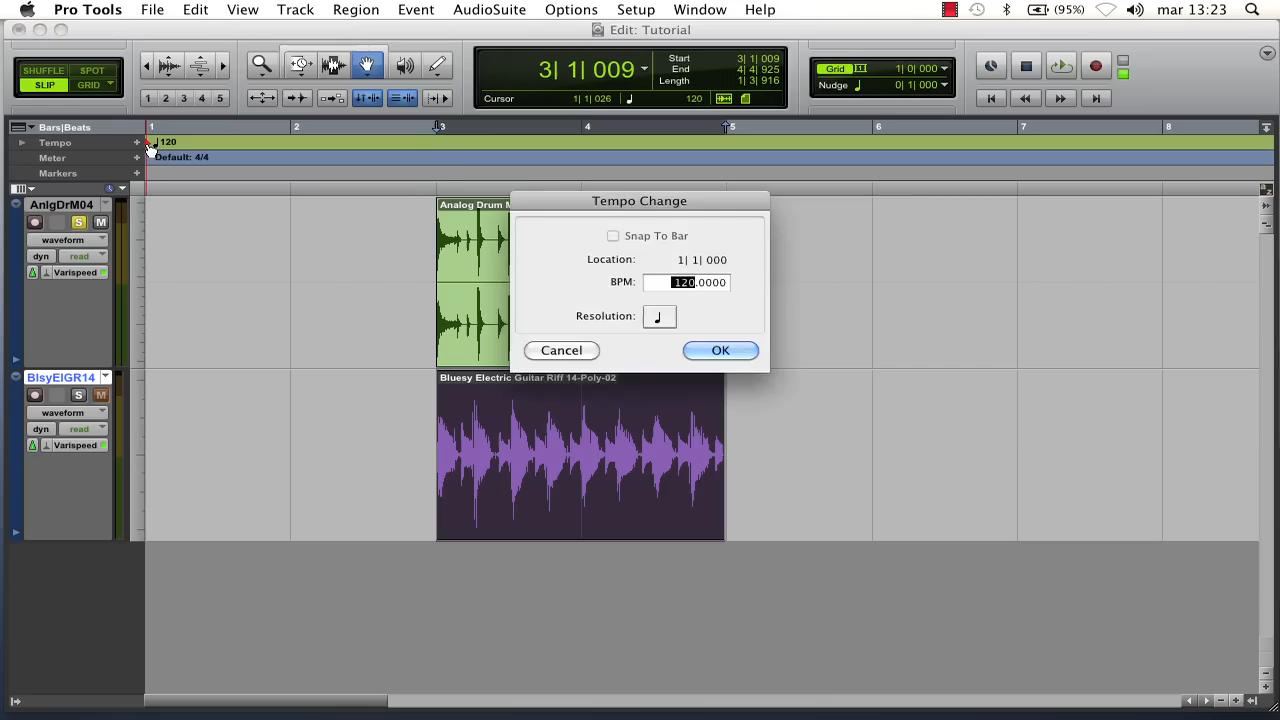 Pro Tools File Edit View Track Region Event AudioSuite Options Setup Window Help (95%) mar 13:23
Edit: Tutorial
SHUFFLE SPOT
SLIP GRID
1 2 3 4 5
3| 1| 009
Start 3| 1| 009
End 4| 4| 925
Length 1| 3| 916
Cursor 1| 1| 026 120
Grid 1| 0| 000
Nudge 0| 1| 000
Bars|Beats 1 2 3 4 5 6 7 8
Tempo 120
Meter Default: 4/4
Markers
a z
AnlgDrM04
S M
waveform
dyn read
Varispeed
Analog Drum M
Tempo Change
Snap To Bar
Location: 1| 1| 000
BPM: 120.0000
Resolution:
Cancel OK
BlsyElGR14
S M
waveform
dyn read
Varispeed
Bluesy Electric Guitar Riff 14-Poly-02